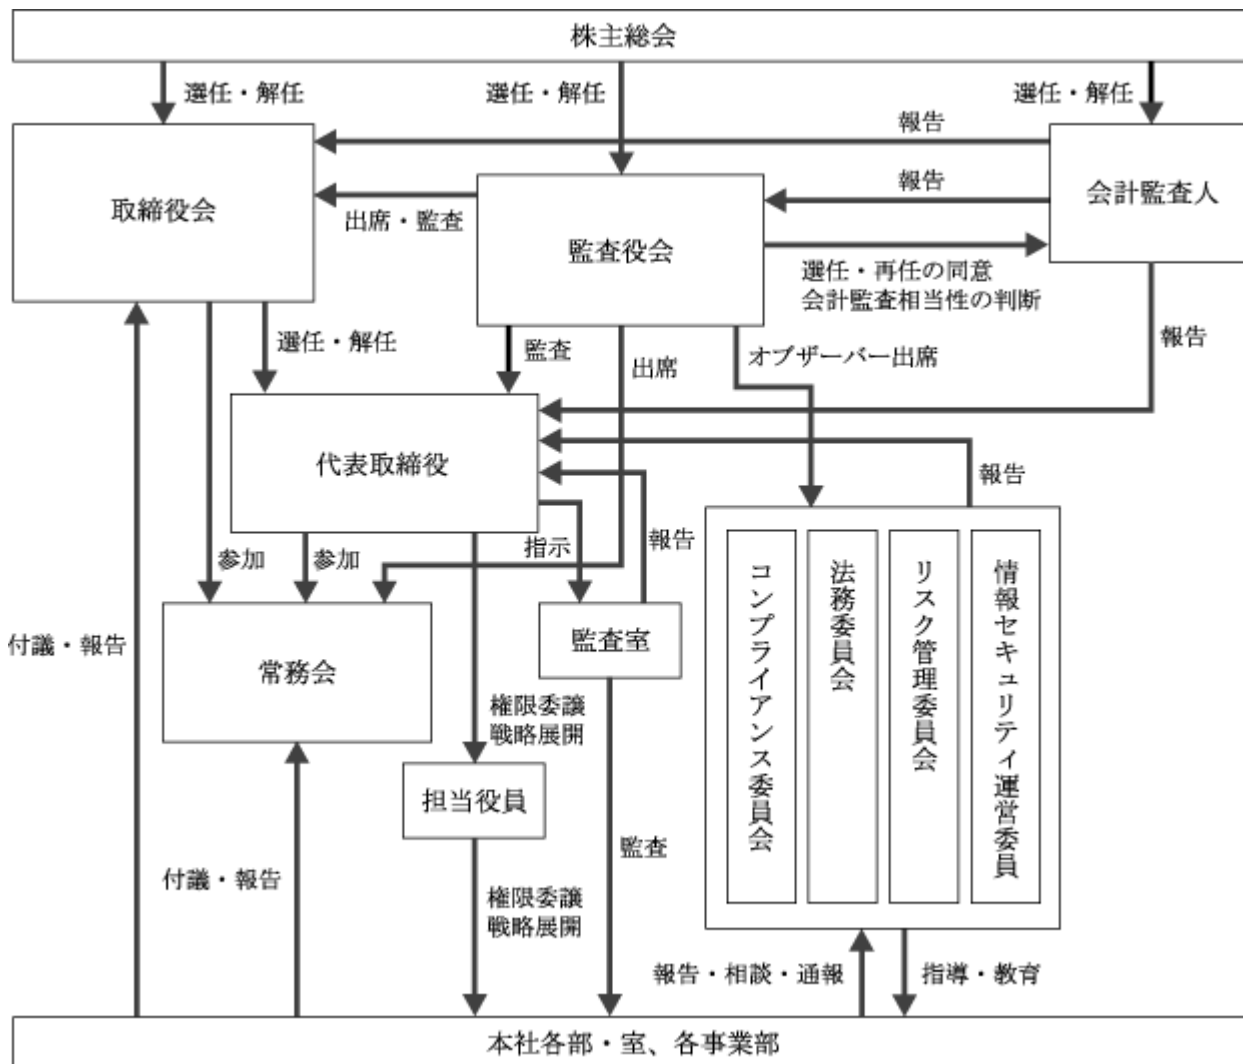 株主総会
選任・解任
選任・解任
選任・解任
報告
取締役会
会計監査人
報告
出席・監査
監査役会
選任・再任の同意
会計監査相当性の判断
選任・解任
監査
出席
オブザーバー出席
報告
代表取締役
報告
参加
参加
指示
報告
コンプライアンス委員会
法務委員会
リスク管理委員会
情報セキュリティ運営委員
付議・報告
常務会
監査室
権限委譲
戦略展開
担当役員
監査
付議・報告
権限委譲
戦略展開
報告・相談・通報
指導・教育
本社各部・室、各事業部